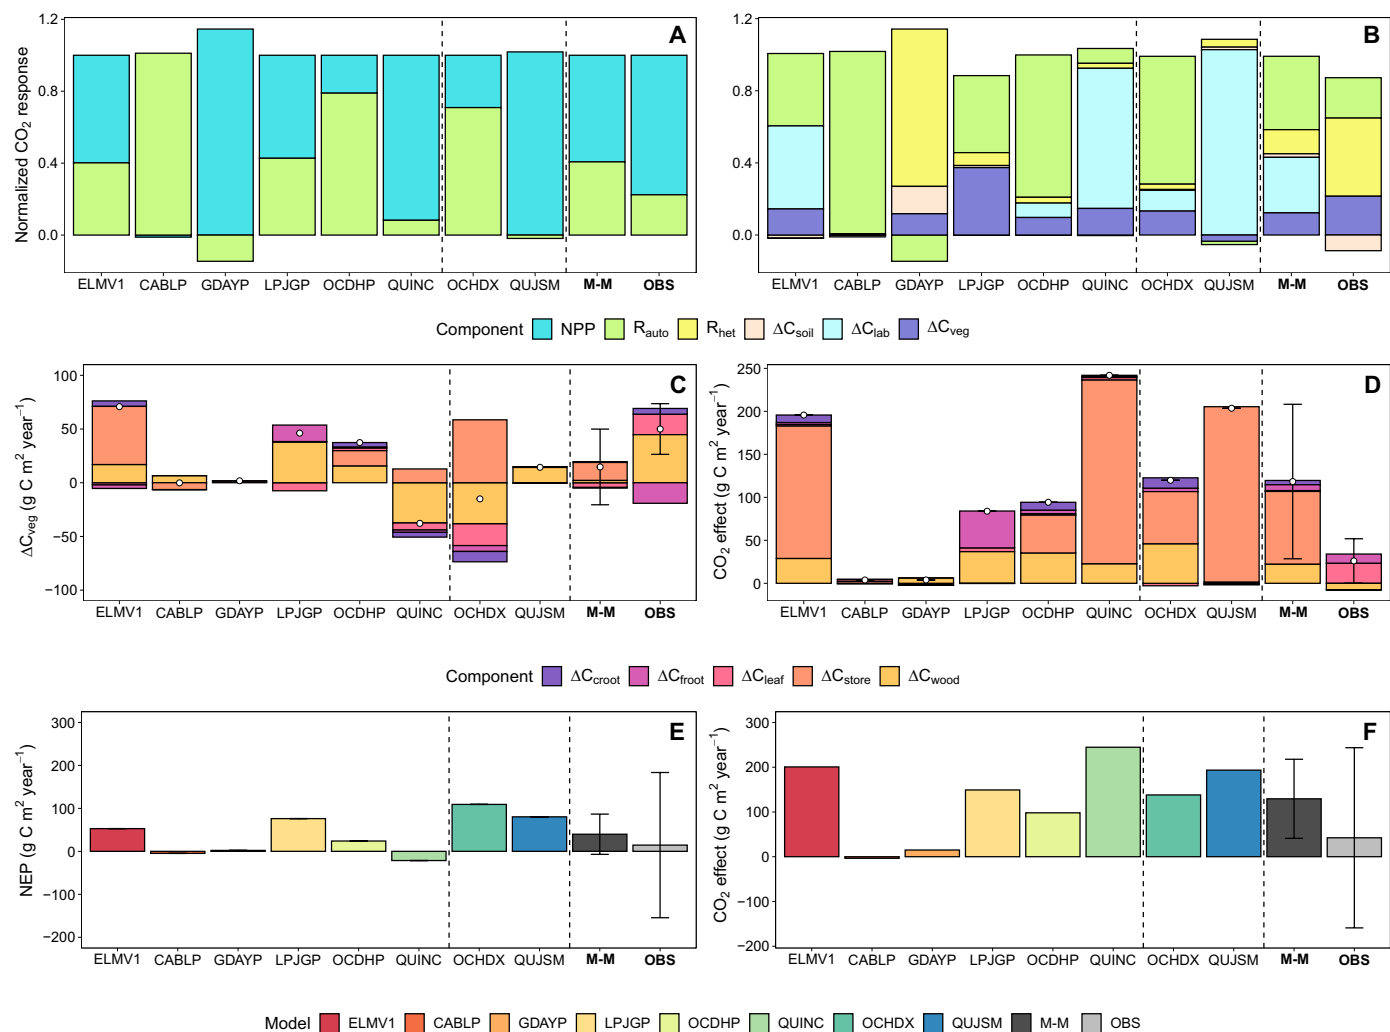 A
Normalized CO2 response
1.2
0.8
0.4
0.0
ELMV1 CABLP GDAYP LPJGP OCDHP QUINC OCHDX QUJSM M-M OBS
B
1.2
0.8
0.4
0.0
ELMV1 CABLP GDAYP LPJGP OCDHP QUINC OCHDX QUJSM M-M OBS
Component NPP Rauto Rhet ΔCsoil ΔClab ΔCveg
C
ΔCveg (g C m2 year−1)
100
50
0
−50
−100
ELMV1 CABLP GDAYP LPJGP OCDHP QUINC OCHDX QUJSM M-M OBS
D
CO2 effect (g C m2 year−1)
250
200
150
100
50
0
ELMV1 CABLP GDAYP LPJGP OCDHP QUINC OCHDX QUJSM M-M OBS
Component ΔCcroot ΔCfroot ΔCleaf ΔCstore ΔCwood
E
NEP (g C m2 year−1)
300
200
100
0
−100
−200
ELMV1 CABLP GDAYP LPJGP OCDHP QUINC OCHDX QUJSM M-M OBS
F
CO2 effect (g C m2 year−1)
300
200
100
0
−100
−200
ELMV1 CABLP GDAYP LPJGP OCDHP QUINC OCHDX QUJSM M-M OBS
Model ELMV1 CABLP GDAYP LPJGP OCDHP QUINC OCHDX QUJSM M-M OBS